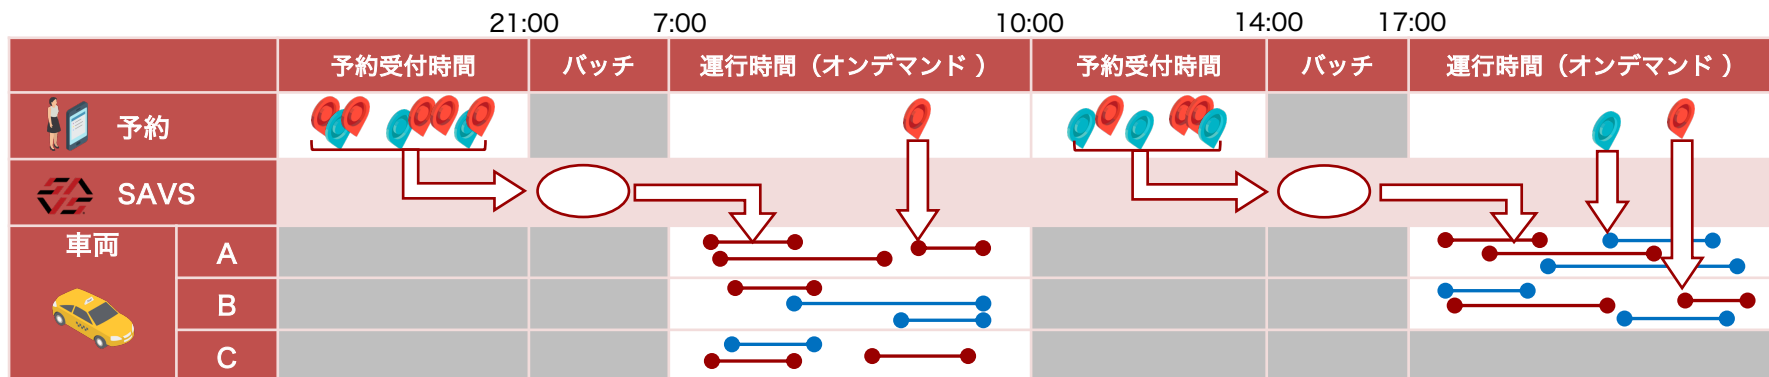 21:00 7:00 10:00 14:00 17:00
予約受付時間 バッチ 運行時間（オンデマンド ） 予約受付時間 バッチ 運行時間（オンデマンド ）
予約
SAVS
車両
A
B
C